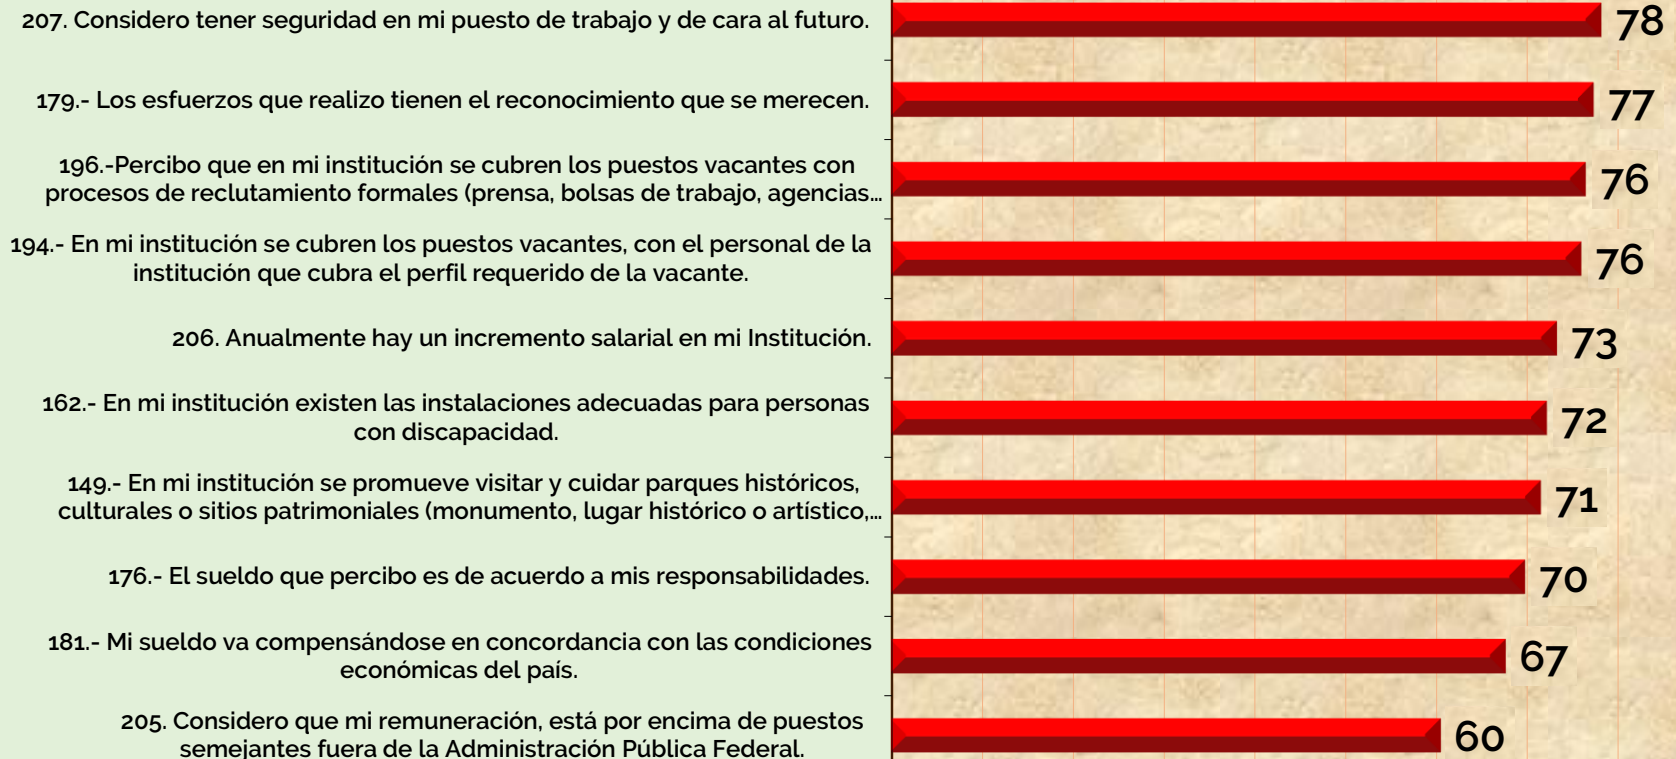 207. Considero tener seguridad en mi puesto de trabajo y de cara al futuro.
78
179.- Los esfuerzos que realizo tienen el reconocimiento que se merecen.
77
196.-Percibo que en mi institución se cubren los puestos vacantes con
procesos de reclutamiento formales (prensa, bolsas de trabajo, agencias...
76
194.- En mi institución se cubren los puestos vacantes, con el personal de la
institución que cubra el perfil requerido de la vacante.
76
206. Anualmente hay un incremento salarial en mi Institución.
73
162.- En mi institución existen las instalaciones adecuadas para personas
con discapacidad.
72
149.- En mi institución se promueve visitar y cuidar parques históricos,
culturales o sitios patrimoniales (monumento, lugar histórico o artístico,...
71
176.- El sueldo que percibo es de acuerdo a mis responsabilidades.
70
181.- Mi sueldo va compensándose en concordancia con las condiciones
económicas del país.
67
205. Considero que mi remuneración, está por encima de puestos
semejantes fuera de la Administración Pública Federal.
60